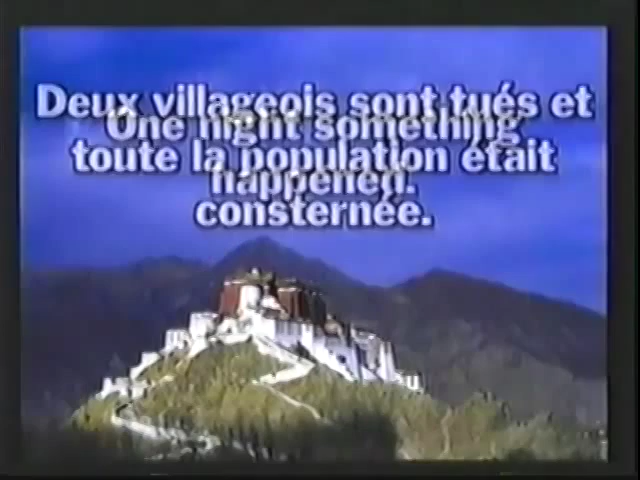 Deux villageois sont tués et
One night something
toute la population était
happened.
consternée.